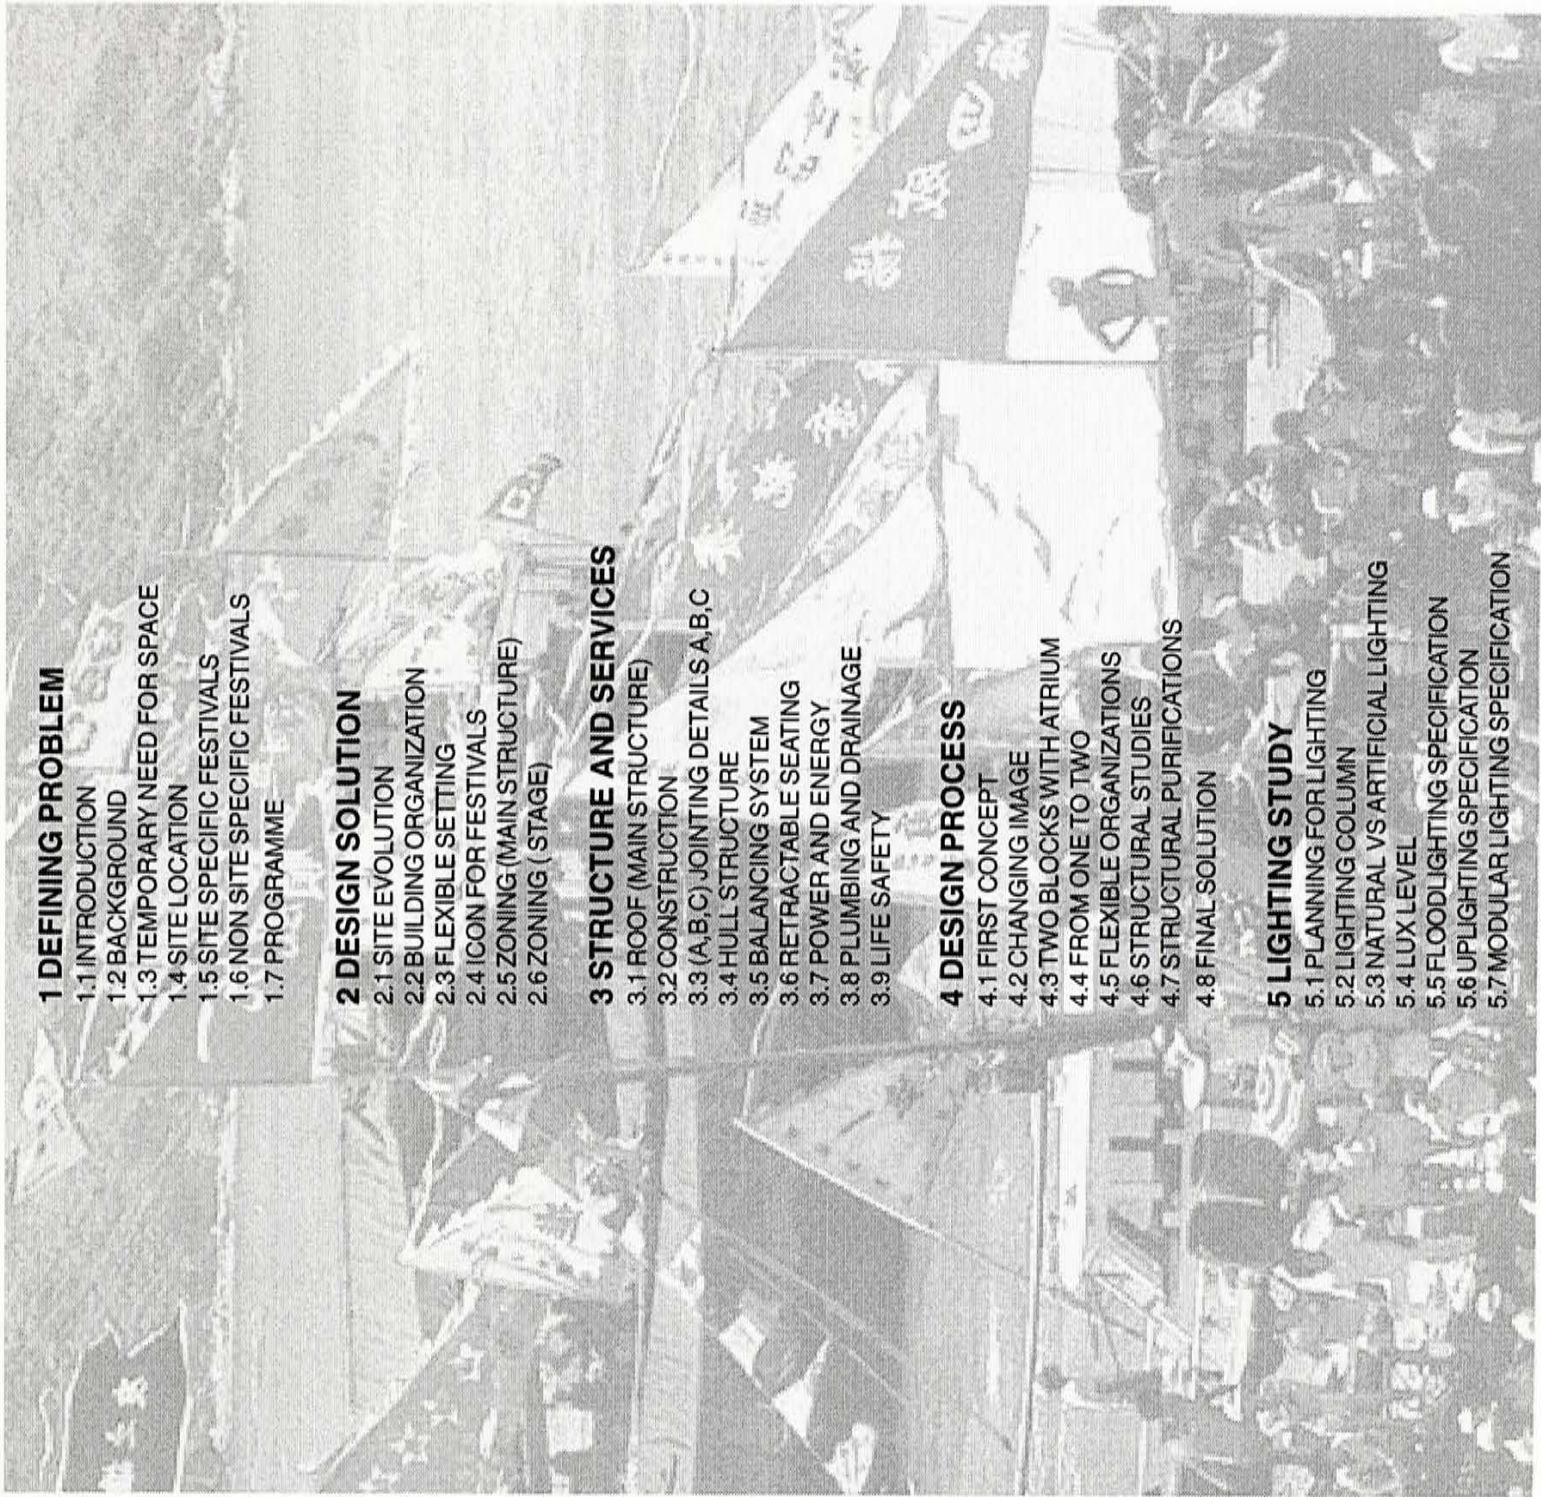 1 DEFINING PROBLEM
1.1 INTRODUCTION
1.2 BACKGROUND
1.3 TEMPORARY NEED FOR SPACE
1.4 SITE LOCATION
1.5 SITE SPECIFIC FESTIVALS
1.6 NON SITE SPECIFIC FESTIVALS
1.7 PROGRAMME
2 DESIGN SOLUTION
2.1 SITE EVOLUTION
2.2 BUILDING ORGANIZATION
2.3 FLEXIBLE SETTING
2.4 ICON FOR FESTIVALS
2.5 ZONING (MAIN STRUCTURE)
2.6 ZONING ( STAGE)
3 STRUCTURE AND SERVICES
3.1 ROOF (MAIN STRUCTURE)
3.2 CONSTRUCTION
3.3 (A,B,C) JOINTING DETAILS A,B,C
3.4 HULL STRUCTURE
3.5 BALANCING SYSTEM
3.6 RETRACTABLE SEATING
3.7 POWER AND ENERGY
3.8 PLUMBING AND DRAINAGE
3.9 LIFE SAFETY
4 DESIGN PROCESS
4.1 FIRST CONCEPT
4.2 CHANGING IMAGE
4.3 TWO BLOCKS WITH ATRIUM
4.4 FROM ONE TO TWO
4.5 FLEXIBLE ORGANIZATIONS
4.6 STRUCTURAL STUDIES
4.7 STRUCTURAL PURIFICATIONS
4.8 FINAL SOLUTION
5 LIGHTING STUDY
5.1 PLANNING FOR LIGHTING
5.2 LIGHTING COLUMN
5.3 NATURAL VS ARTIFICIAL LIGHTING
5.4 LUX LEVEL
5.5 FLOODLIGHTING SPECIFICATION
5.6 UPLIGHTING SPECIFICATION
5.7 MODULAR LIGHTING SPECIFICATION